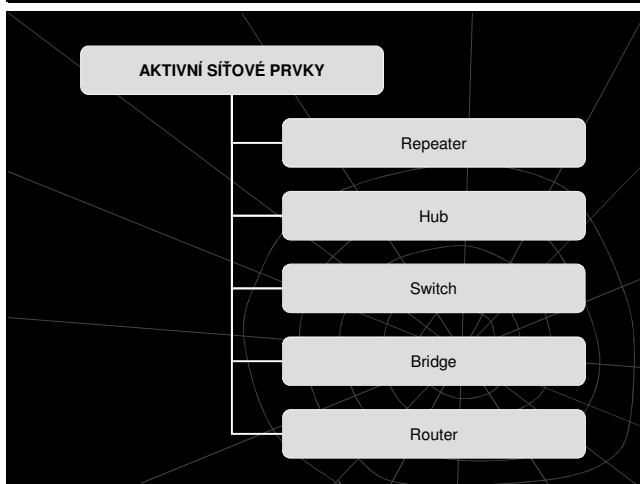 AKTIVNÍ SÍŤOVÉ PRVKY
Repeater
Hub
Switch
Bridge
Router